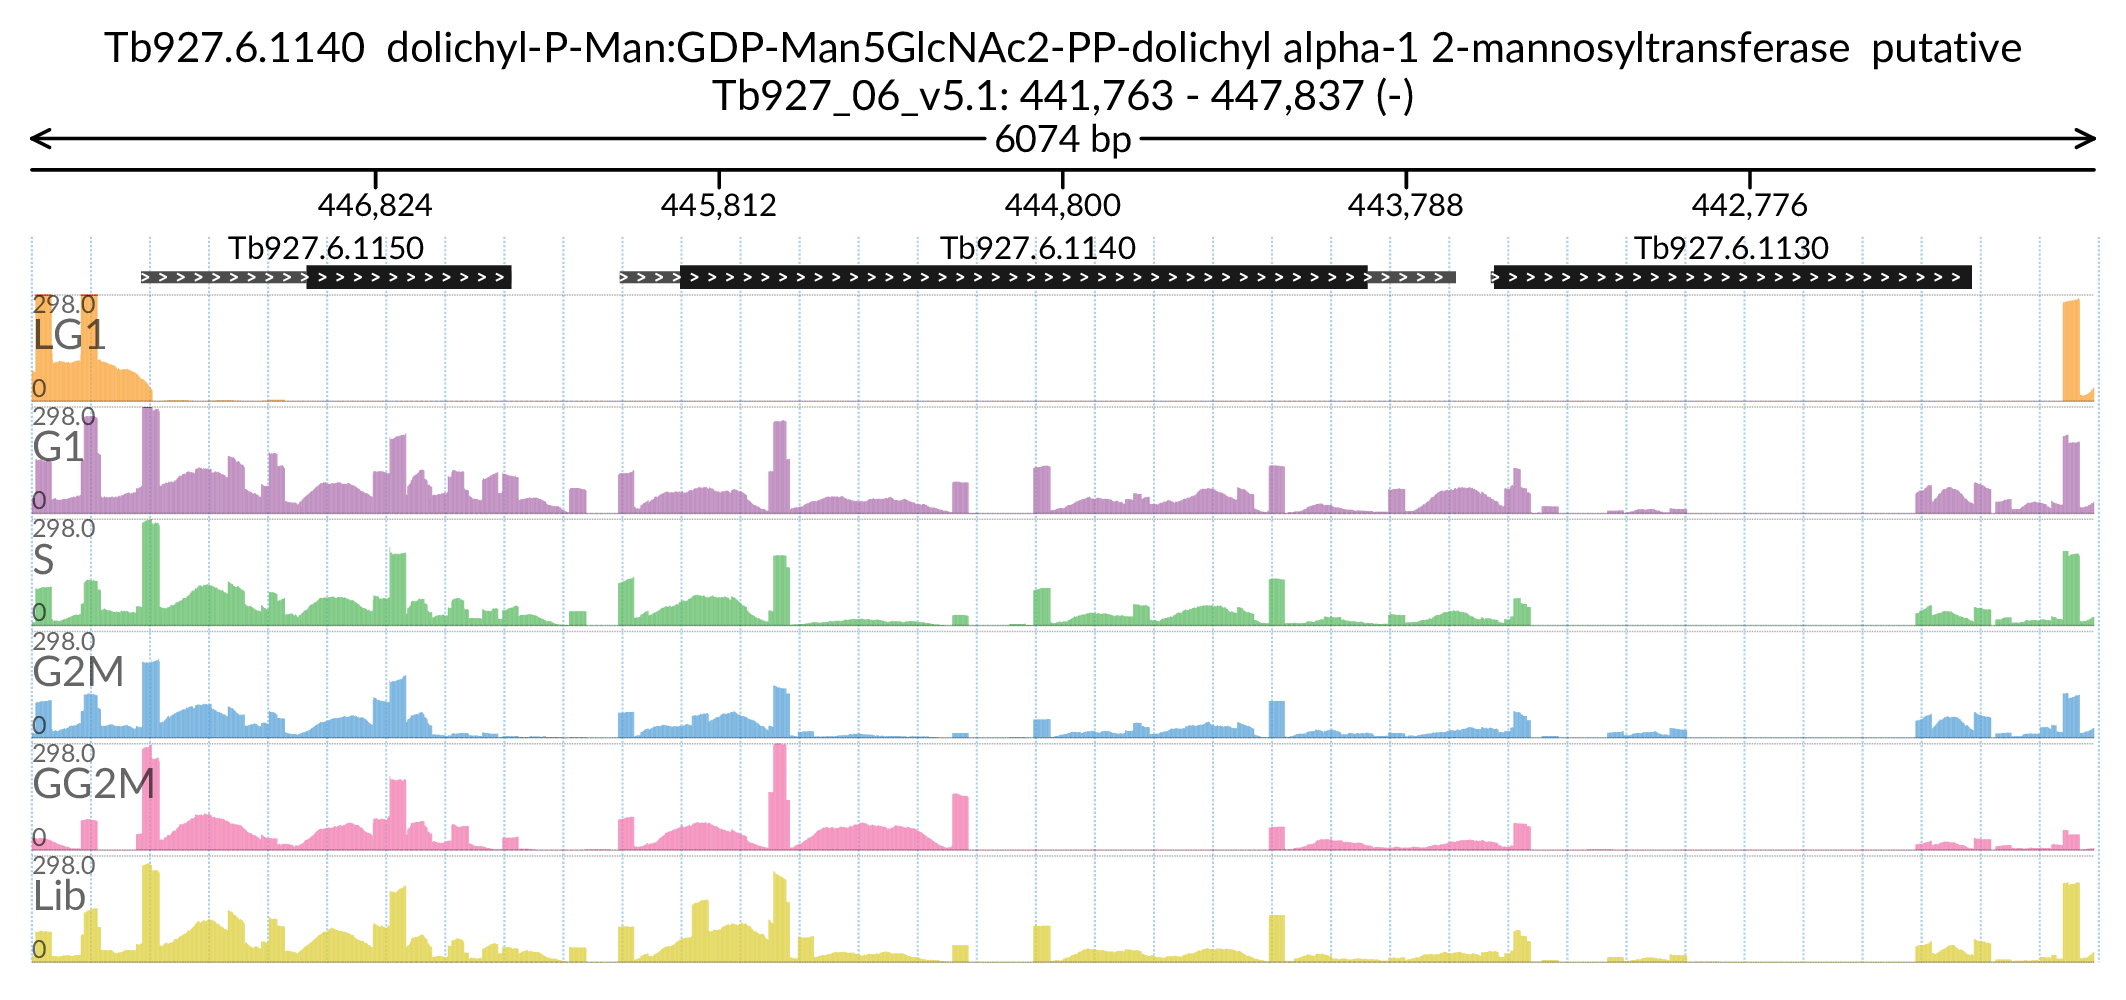 Tb927.6.1140 dolichyl-P-Man:GDP-Man5GlcNAc2-PP-dolichyl alpha-1 2-mannosyltransferase putative
Tb927_06_v5.1: 441,763 - 447,837 (-)
6074 bp
446,824 445,812 444,800 443,788 442,776
Tb927.6.1150 Tb927.6.1140 Tb927.6.1130
298.0
LG1
0
298.0
G1
0
298.0
S
0
298.0
G2M
0
298.0
GG2M
0
298.0
Lib
0